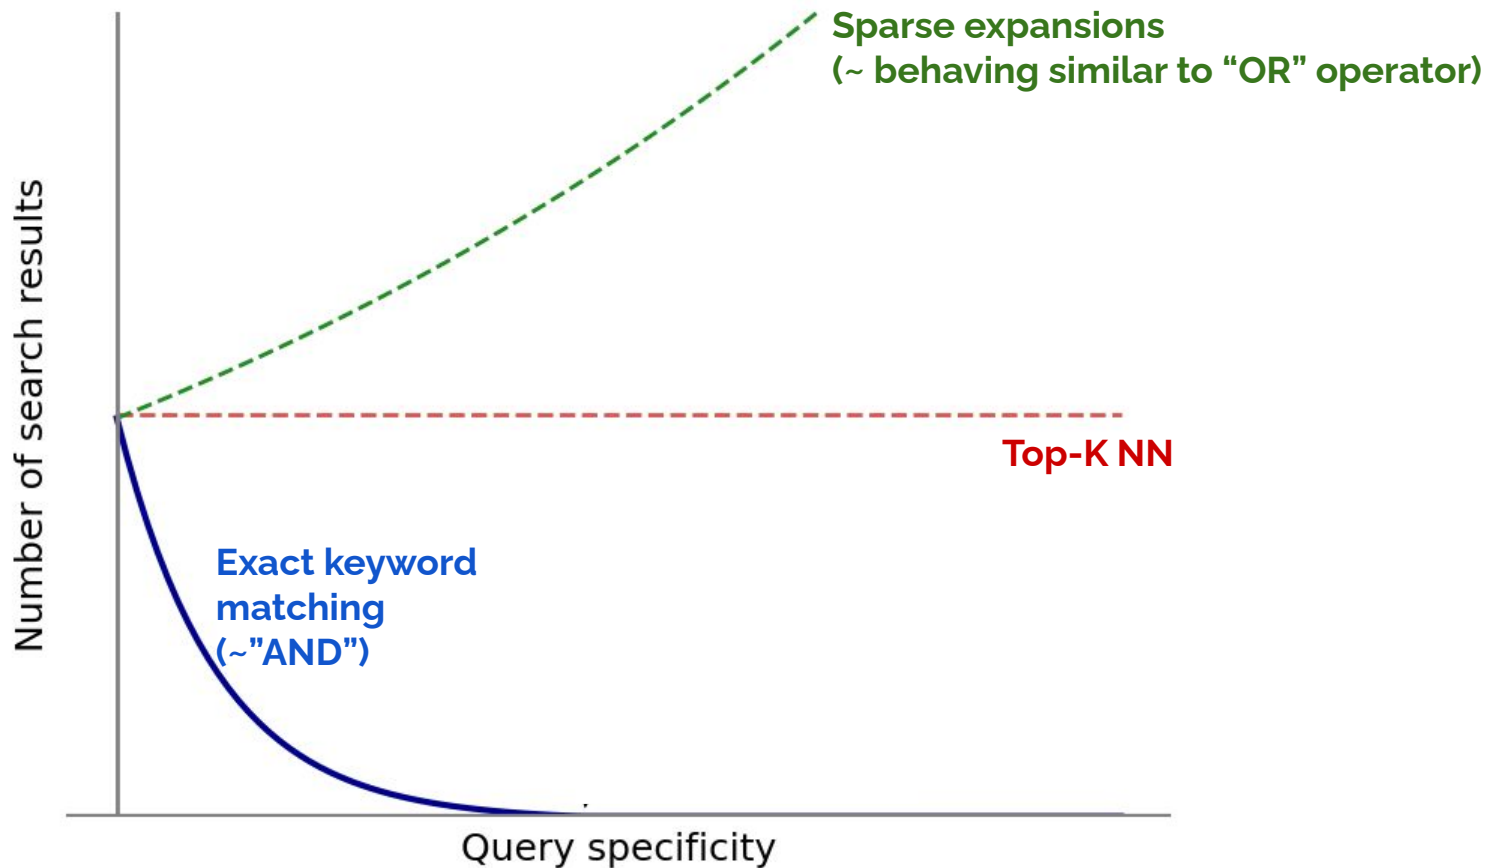 Sparse expansions
(~ behaving similar to “OR” operator)
Number of search results
Top-K NN
Exact keyword
matching
(~”AND”)
Query specificity